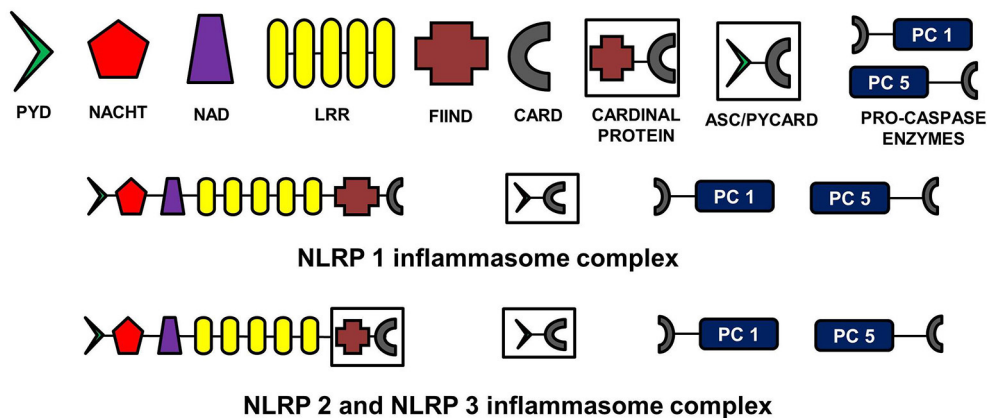 PC 1
PC 5
PYD
NACHT
NAD
LRR
FIIND
CARD
CARDINAL
PROTEIN
ASC/PYCARD
PRO-CASPASE
ENZYMES
PC 1
PC 5
NLRP 1 inflammasome complex
PC 1
PC 5
NLRP 2 and NLRP 3 inflammasome complex